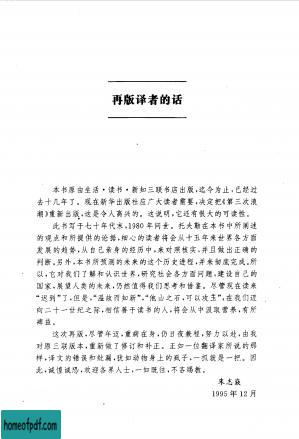 再版译者的话
本书原由生活·读书·新知三联书店出版，迄今为止，已经过
去十几年了。现在新华出版社应广大读者需要，决定把《第三次浪
潮》重新出版，这是令人高兴的。这说明，它还有很大的可读性。
此书写于七十年代末，1980年问世。托夫勒在本书中所阐述
的观点和所提供的论据，细心的读者将会从十五年来世界各方面
发展的趋势，从自己亲身的经历中，来对照核实，并且做出正确的
判断。另外，本书所预测的未来的这个历史进程，并未彻底完成。所
以，它对我们了解和认识世界，研究社会各方面问题，建设自己的
国家，展望人类的未来，仍然值得我们思考和借鉴。尽管现在读来
“迟到”了，但是，“温故而知新”，“他山之石，可以攻玉”，在我们迈
向二十一世纪之际，相信善于读书的人，将会从中汲取营养，有所
裨益。
这次再版，尽管年迈，重病在身，仍日夜兼程，努力以赴，由我
对原三联版本，重新做了修订和补正。正如一位翻译家所说的那
样，译文的错误和纰漏，犹如动物身上的虱子，一抓就是一把。因
此，诚惶诚恐，欢迎各界人士，一如既往，不吝赐教。
朱志焱
1995年12月
homeofpdf.com
homeofpdf.com
homeofpdf.com